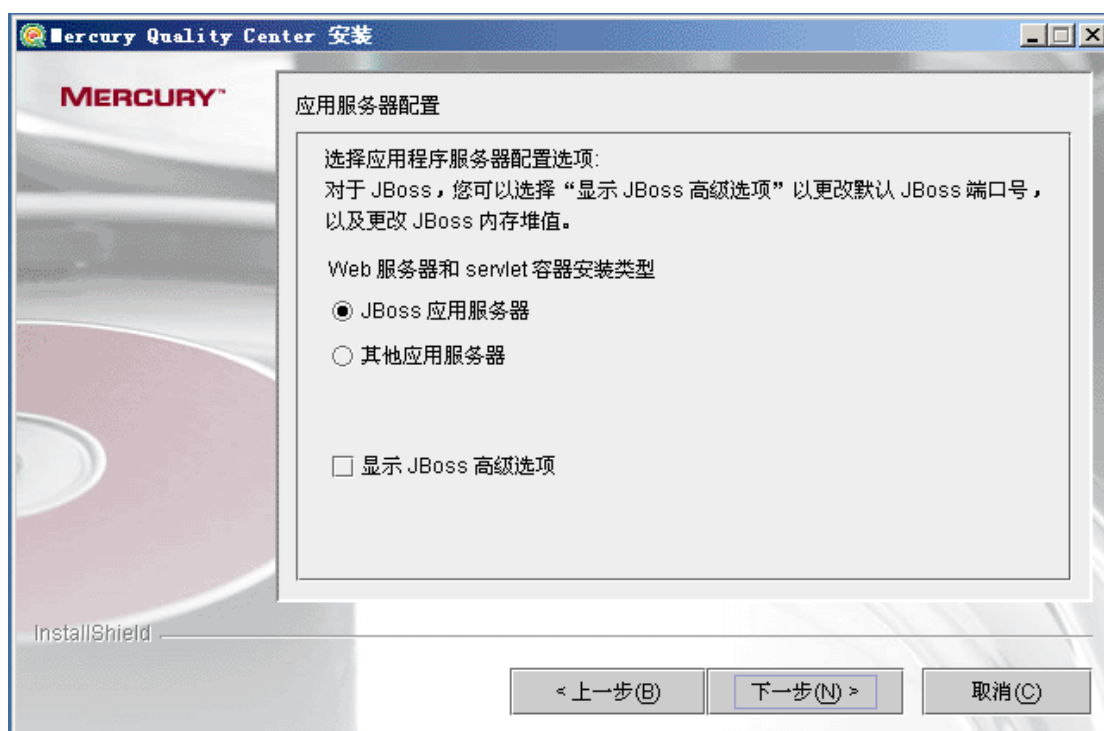 Mercury Quality Center 安装
MERCURY™
应用服务器配置
选择应用程序服务器配置选项:
对于 JBoss，您可以选择“显示 JBoss 高级选项”以更改默认 JBoss 端口号，
以及更改 JBoss 内存堆值。
Web 服务器和 servlet 容器安装类型
JBoss 应用服务器
其他应用服务器
显示 JBoss 高级选项
InstallShield
< 上一步(B)
下一步(N) >
取消(C)